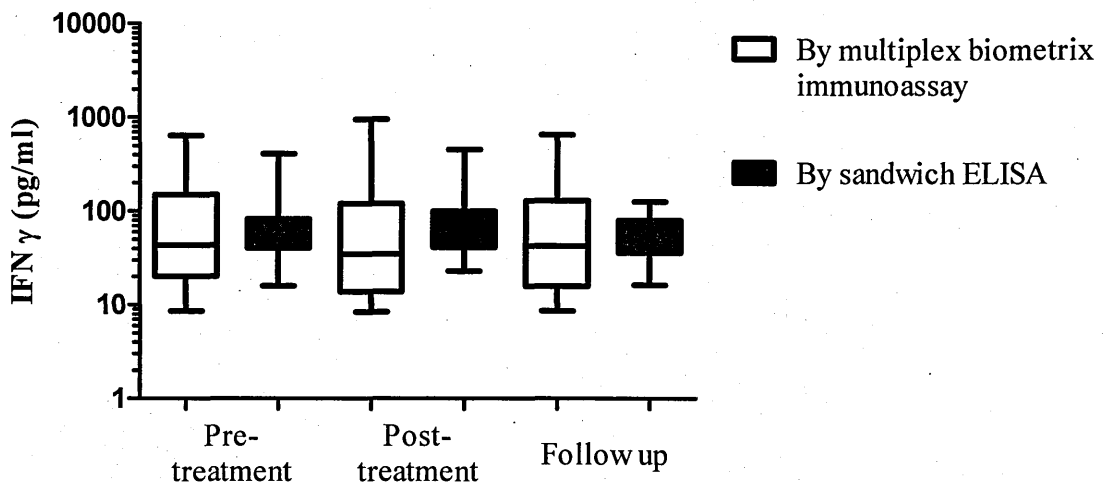 10000
1000
100
10
1
IFN γ (pg/ml)
Pre-
treatment
Post-
treatment
Follow up
By multiplex biometrix
immunoassay
By sandwich ELISA